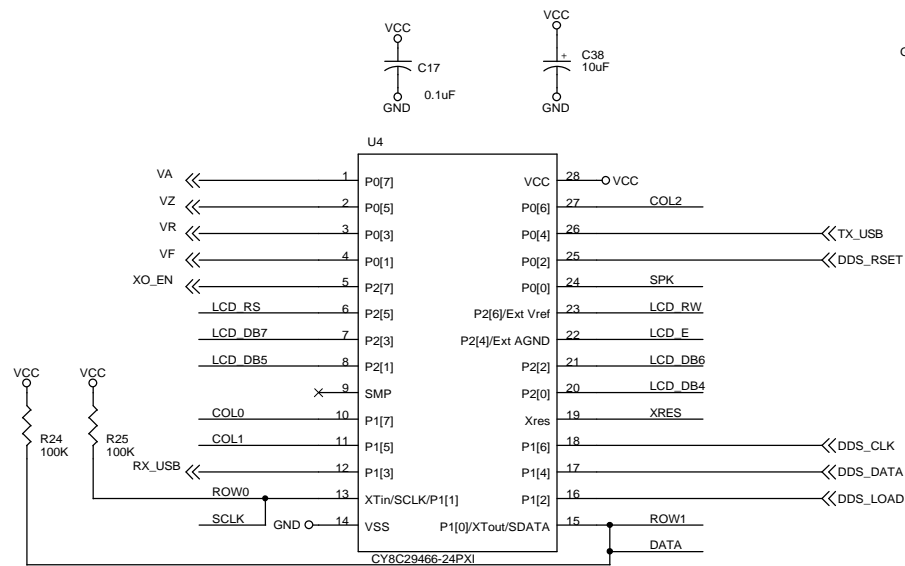 VCC
C17
0.1uF
GND
VCC
+
C38
10uF
GND
U4
VA 1 P0[7] VCC 28 VCC
VZ 2 P0[5] P0[6] 27 COL2
VR 3 P0[3] P0[4] 26 TX_USB
VF 4 P0[1] P0[2] 25 DDS_RSET
XO_EN 5 P2[7] P0[0] 24 SPK
LCD_RS 6 P2[5] P2[6]/Ext Vref 23 LCD_RW
LCD_DB7 7 P2[3] P2[4]/Ext AGND 22 LCD_E
LCD_DB5 8 P2[1] P2[2] 21 LCD_DB6
9 SMP P2[0] 20 LCD_DB4
COL0 10 P1[7] Xres 19 XRES
COL1 11 P1[5] P1[6] 18 DDS_CLK
RX_USB 12 P1[3] P1[4] 17 DDS_DATA
ROW0 13 XTin/SCLK/P1[1] P1[2] 16 DDS_LOAD
SCLK GND 14 VSS P1[0]/XTout/SDATA 15 ROW1
DATA
CY8C29466-24PXI
VCC
R24
100K
VCC
R25
100K